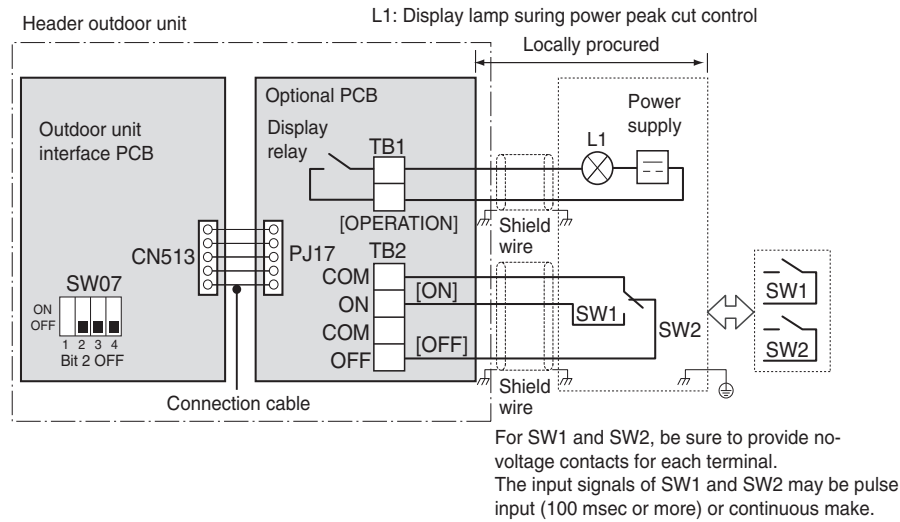 Header outdoor unit
L1: Display lamp suring power peak cut control
Locally procured
Outdoor unit
interface PCB
Optional PCB
Display
relay
TB1
[OPERATION]
L1
Power
supply
Shield
wire
CN513
PJ17
TB2
COM
ON
COM
OFF
[ON]
[OFF]
SW1
SW2
SW1
SW2
SW07
ON
OFF
1 2 3 4
Bit 2 OFF
Connection cable
Shield
wire
For SW1 and SW2, be sure to provide no-
voltage contacts for each terminal.
The input signals of SW1 and SW2 may be pulse
input (100 msec or more) or continuous make.